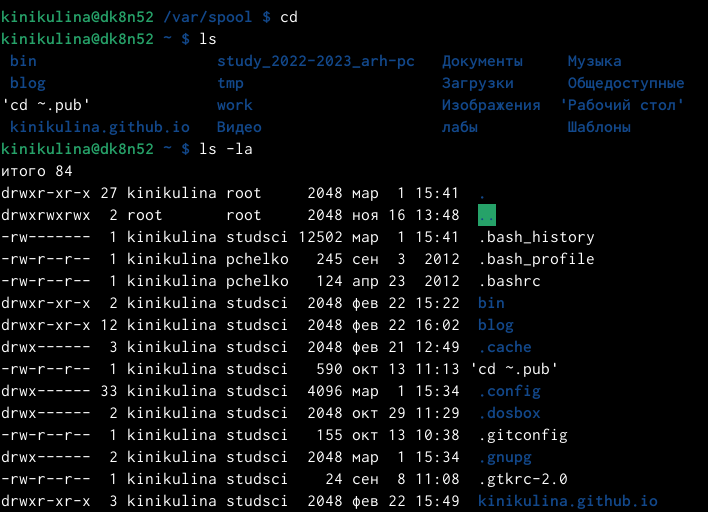 kinikulina@dk8n52 /var/spool $ cd
kinikulina@dk8n52 ~ $ ls
 bin                    study_2022-2023_arh-pc   Документы     Музыка
 blog                   tmp                      Загрузки      Общедоступные
'cd ~.pub'              work                     Изображения  'Рабочий стол'
 kinikulina.github.io   Видео                    лабы          Шаблоны
kinikulina@dk8n52 ~ $ ls -la
итого 84
drwxr-xr-x 27 kinikulina root     2048 мар  1 15:41  .
drwxrwxrwx  2 root       root     2048 ноя 16 13:48  ..
-rw-------  1 kinikulina studsci 12502 мар  1 15:41  .bash_history
-rw-r--r--  1 kinikulina pchelko   245 сен  3  2012  .bash_profile
-rw-r--r--  1 kinikulina pchelko   124 апр 23  2012  .bashrc
drwxr-xr-x  2 kinikulina studsci  2048 фев 22 15:22  bin
drwxr-xr-x 12 kinikulina studsci  2048 фев 22 16:02  blog
drwx------  3 kinikulina studsci  2048 фев 21 12:49  .cache
-rw-r--r--  1 kinikulina studsci   590 окт 13 11:13 'cd ~.pub'
drwx------ 33 kinikulina studsci  4096 мар  1 15:34  .config
drwx------  2 kinikulina studsci  2048 окт 29 11:29  .dosbox
-rw-r--r--  1 kinikulina studsci   155 окт 13 10:38  .gitconfig
drwx------  2 kinikulina studsci  2048 мар  1 15:34  .gnupg
-rw-r--r--  1 kinikulina studsci    24 сен  8 11:08  .gtkrc-2.0
drwxr-xr-x  3 kinikulina studsci  2048 фев 22 15:49  kinikulina.github.io